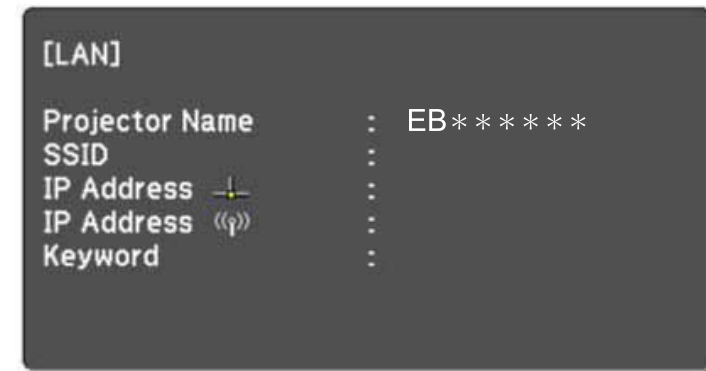 [LAN]
Projector Name : EB＊＊＊＊＊＊
SSID :
IP Address :
IP Address :
Keyword :